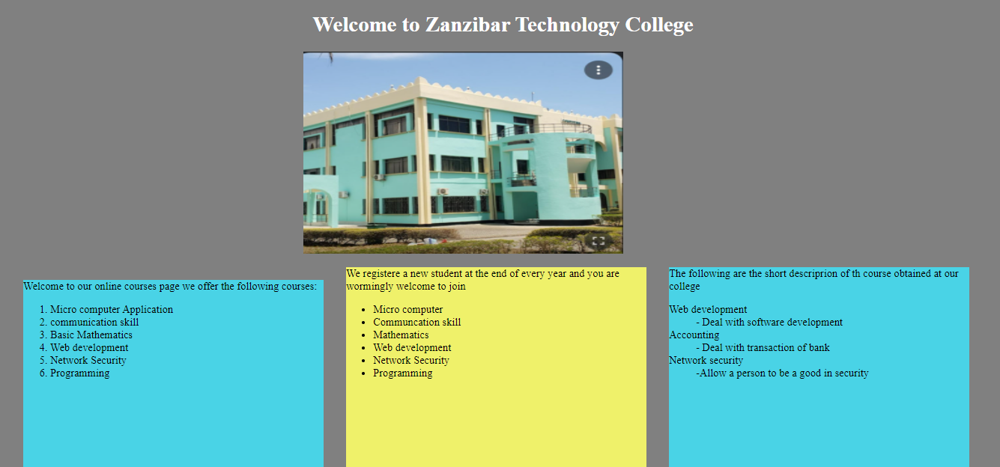 Welcome to Zanzibar Technology College
Welcome to our online courses page we offer the following courses:
1. Micro computer Application
2. communication skill
3. Basic Mathematics
4. Web development
5. Network Security
6. Programming
We registere a new student at the end of every year and you are
wormingly welcome to join
• Micro computer
• Communcation skill
• Mathematics
• Web development
• Network Security
• Programming
The following are the short descriprion of th course obtained at our
college
Web development
- Deal with software development
Accounting
- Deal with transaction of bank
Network security
-Allow a person to be a good in security